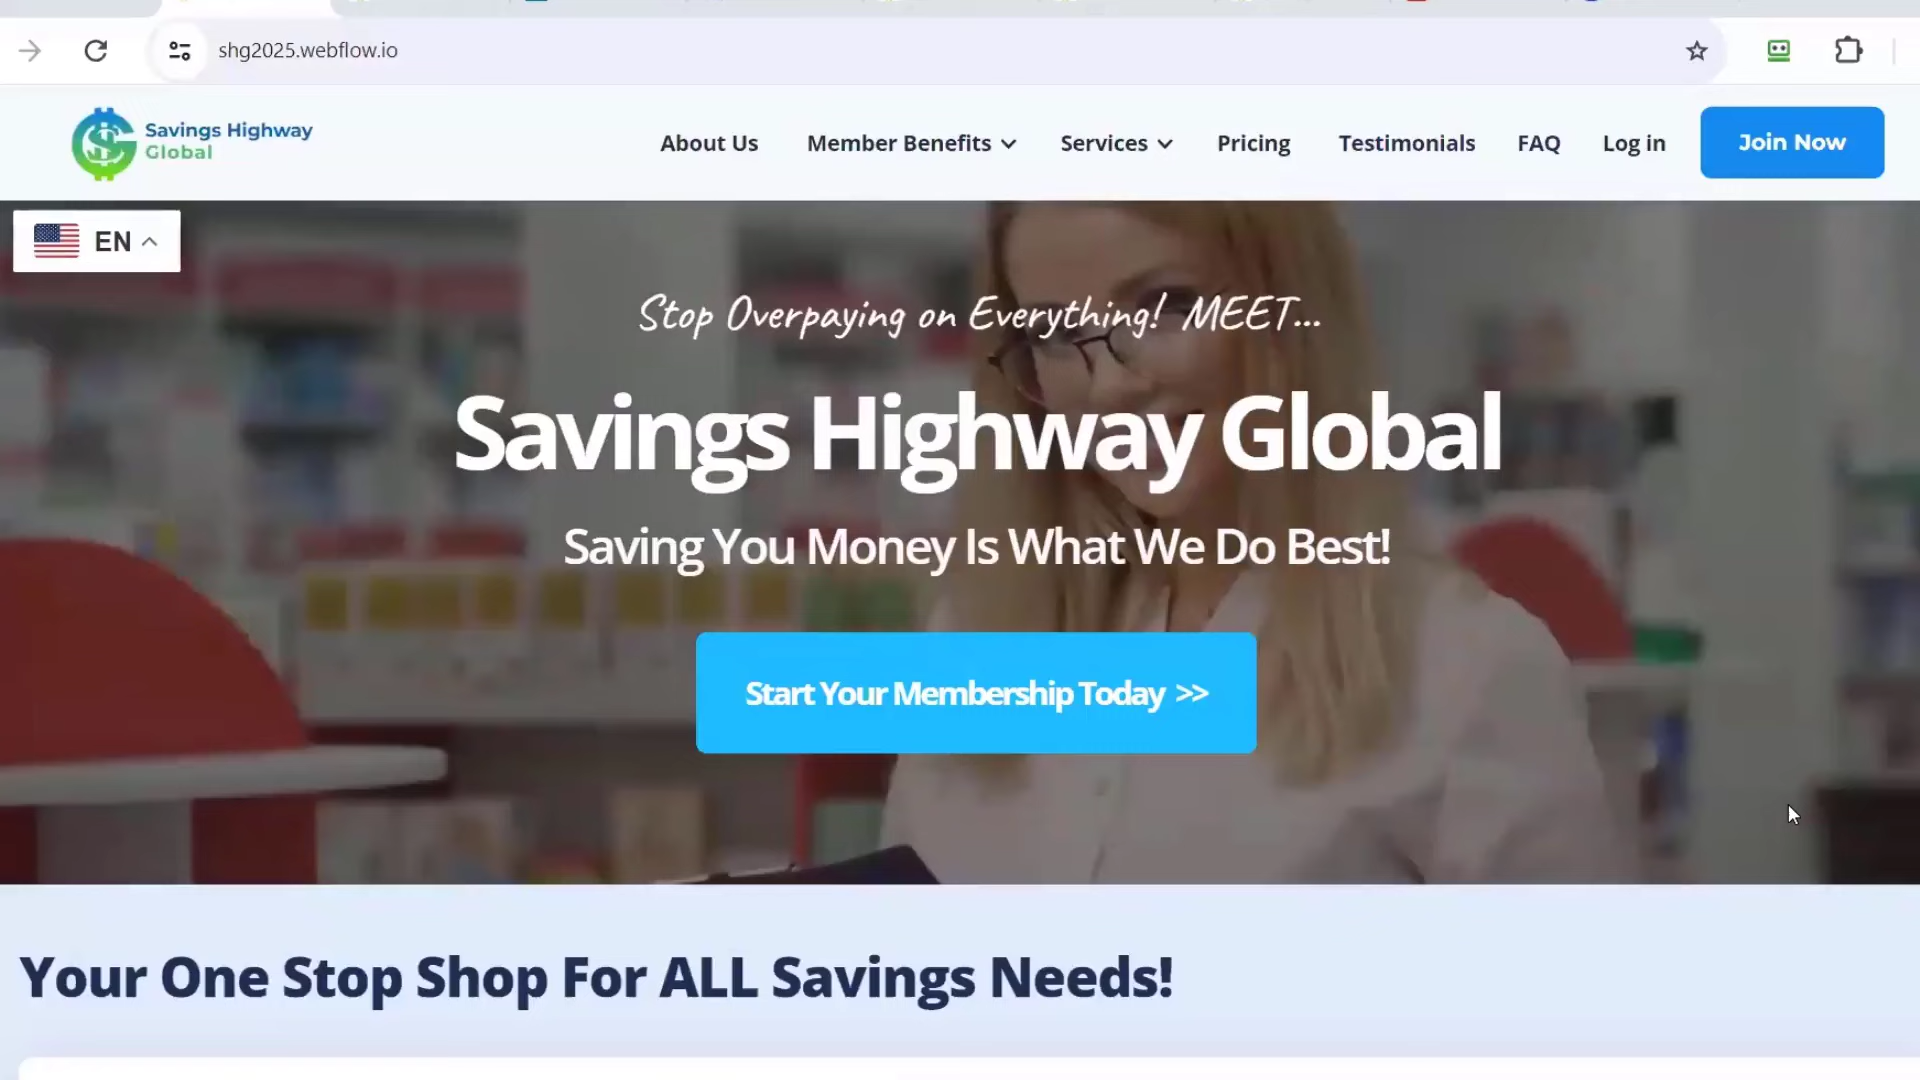 shg2025.webflow.io
Savings Highway
Global
About Us
Member Benefits
Services
Pricing
Testimonials
FAQ
Log in
Join Now
EN
Stop Overpaying on Everything! MEET...
Savings Highway Global
Saving You Money Is What We Do Best!
Start Your Membership Today >>
Your One Stop Shop For ALL Savings Needs!